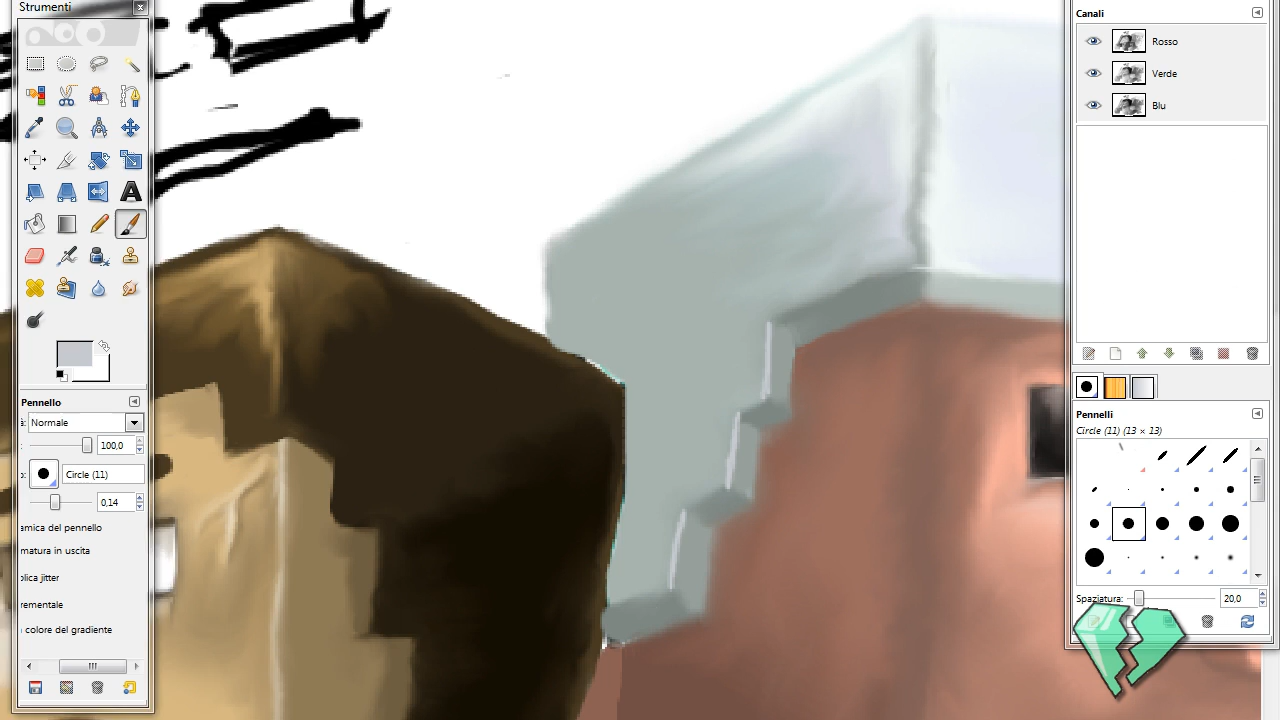 Strumenti
Pennello
a:
Normale
100,0
o:
Circle (11)
0,14
amica del pennello
matura in uscita
plica jitter
rementale
colore del gradiente
Canali
Rosso
Verde
Blu
Pennelli
Circle (11) (13 × 13)
Spaziatura:
20,0